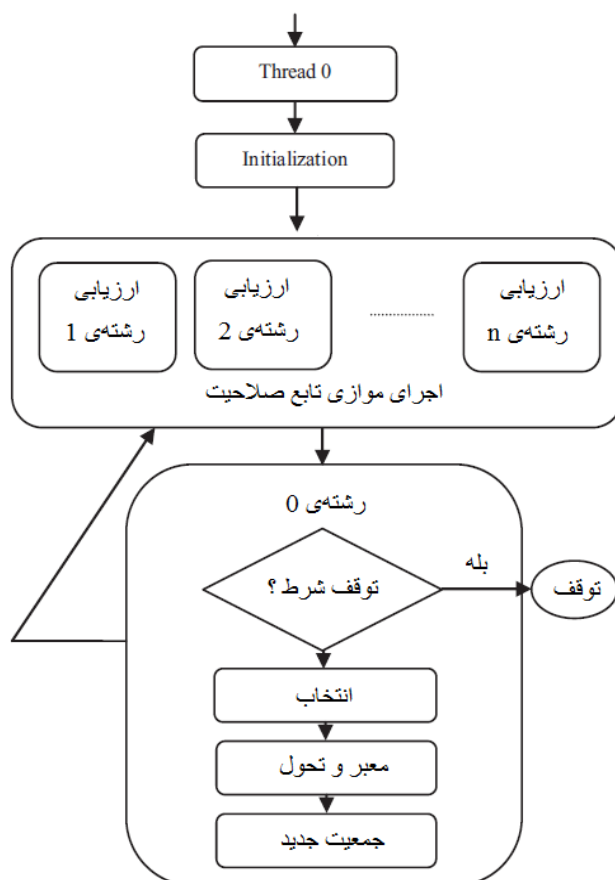 Thread 0
Initialization
ارزیابی
رشته‌ی 1
ارزیابی
رشته‌ی 2
ارزیابی
رشته‌ی n
اجرای موازی تابع صلاحیت
رشته‌ی 0
توقف شرط ؟
بله
توقف
انتخاب
معبر و تحول
جمعیت جدید